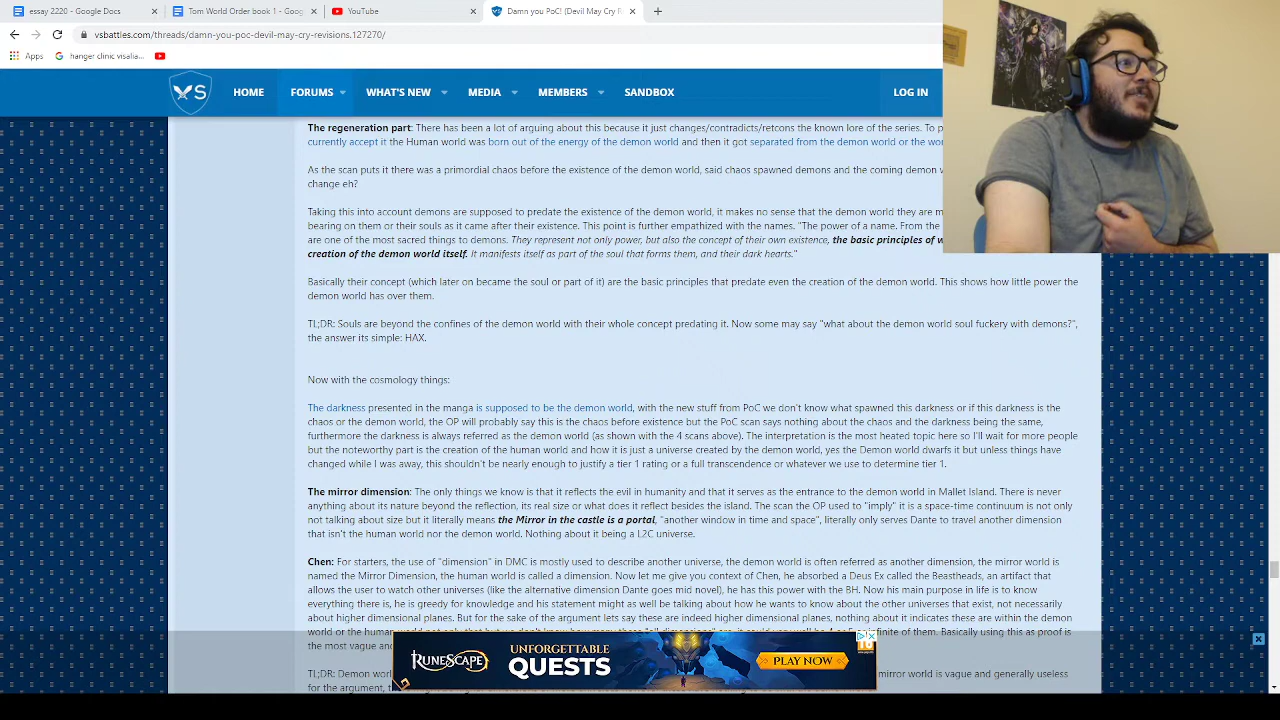 essay 2220 - Google Docs
Tom World Order book 1 - Goog
YouTube
Damn you PoC! (Devil May Cry R
vsbattles.com/threads/damn-you-poc-devil-may-cry-revisions.127270/
Apps
hanger clinic visalia...
VS
HOME
FORUMS
WHAT'S NEW
MEDIA
MEMBERS
SANDBOX
LOG IN
The regeneration part: There has been a lot of arguing about this because it just changes/contradicts/retcons the known lore of the series. To p
currently accept it the Human world was born out of the energy of the demon world and then it got separated from the demon world or the wor
As the scan puts it there was a primordial chaos before the existence of the demon world, said chaos spawned demons and the coming demon w
change eh?
Taking this into account demons are supposed to predate the existence of the demon world, it makes no sense that the demon world they are m
bearing on them or their souls as it came after their existence. This point is further empathized with the names. "The power of a name. From the
are one of the most sacred things to demons. They represent not only power, but also the concept of their own existence, the basic principles of w
creation of the demon world itself. It manifests itself as part of the soul that forms them, and their dark hearts."
Basically their concept (which later on became the soul or part of it) are the basic principles that predate even the creation of the demon world. This shows how little power the
demon world has over them.
TL;DR: Souls are beyond the confines of the demon world with their whole concept predating it. Now some may say "what about the demon world soul fuckery with demons?",
the answer its simple: HAX.
Now with the cosmology things:
The darkness presented in the manga is supposed to be the demon world, with the new stuff from PoC we don't know what spawned this darkness or if this darkness is the
chaos or the demon world, the OP will probably say that its the chaos before existence but the PoC scan says nothing about the chaos and the darkness being the same,
furthermore the darkness is always referred as the demon world (as shown with the 4 scans above). The interpretation is the most heated topic here so I'll wait for more people
but the noteworthy part is the creation of the human world and how it is just a universe created by the demon world, yes the Demon world dwarfs it but unless things have
changed while I was away, this shouldn't be nearly enough to justify a tier 1 rating or a full transcendence or whatever we use to determine tier 1.
The mirror dimension: The only things we know is that it reflects the evil in humanity and that it serves as the entrance to the demon world in Mallet Island. There is never
anything about its nature beyond the reflection, its real size or what does it reflect besides the island. The scan the OP used to "imply" it is a space-time continuum is not only
not talking about size but it literally means the Mirror in the castle is a portal, "another window in time and space", literally only serves Dante to travel another dimension
that isn't the human world nor the demon world. Nothing about it being a L2C universe.
Chen: For starters, the use of "dimension" in DMC is mostly used to describe another universe, the demon world is often referred as another dimension, the mirror world is
named the Mirror Dimension, the human world is called a dimension. Now let me give you context of Chen, he absorbed a Deus Ex called the Beastheads, an artifact that
allows the user to watch other universes (like the alternative dimension Dante goes mid novel), he has this power with the BH. Now his main purpose in life is to know
everything there is, he is greedy for knowledge and his statement might as well be talking about how he wants to know about the other universes that exist, not necessarily
about higher dimensional planes. But for the sake of the argument lets say these are indeed higher dimensional planes, nothing about it indicates these are within the demon
world or the humar
finite of them. Basically using this as proof is
the most vague and
RUNESCAPE
UNFORGETTABLE
QUESTS
PLAY NOW
TL;DR: Demon worl
mirror world is vague and generally useless
for the argument, t